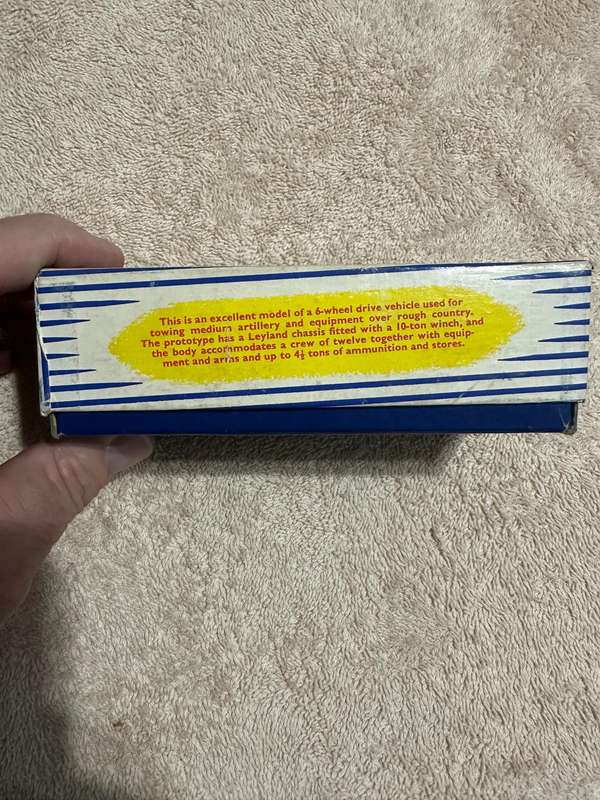 This is an excellent model of a 6-wheel drive vehicle used for
towing medium artillery and equipment over rough country.
The prototype has a Leyland chassis fitted with a 10-ton winch, and
the body accommodates a crew of twelve together with equip-
ment and arms and up to 4½ tons of ammunition and stores.